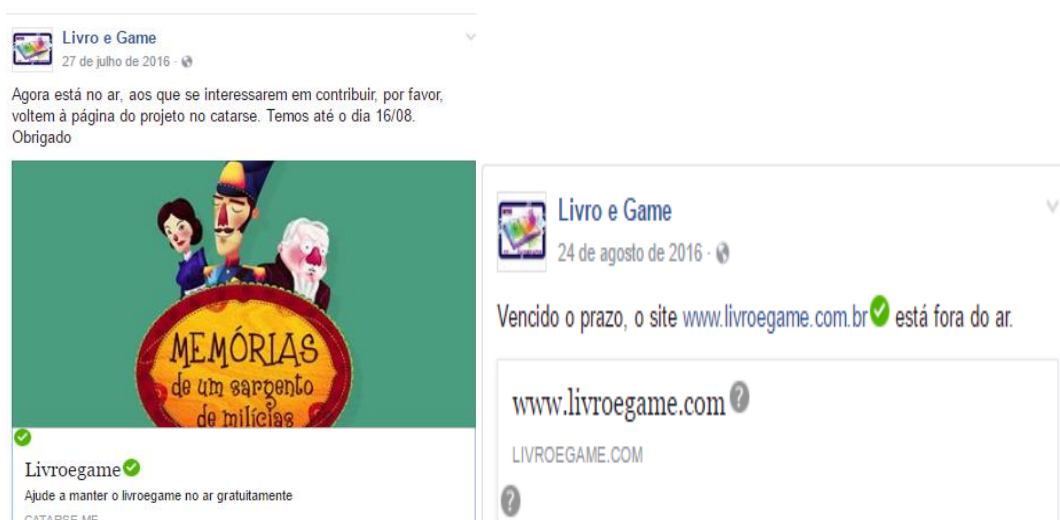 Livro e Game
27 de julho de 2016 ·
Agora está no ar, aos que se interessarem em contribuir, por favor,
voltem à página do projeto no catarse. Temos até o dia 16/08.
Obrigado
MEMÓRIAS
de um sargento
de milícias
Livroegame
Ajude a manter o livroegame no ar gratuitamente
CATARSE.ME
Livro e Game
24 de agosto de 2016 ·
Vencido o prazo, o site www.livroegame.com.br está fora do ar.
www.livroegame.com
LIVROEGAME.COM